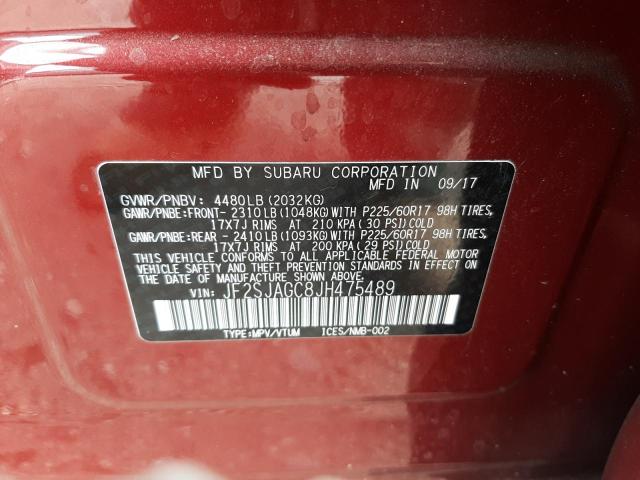 MFD BY SUBARU CORPORATION
MFD IN 09/17
GVWR/PNBV: 4480LB(2032KG)
GAWR/PNBE:FRONT- 2310LB(1048KG)WITH P225/60R17 98H TIRES,
17X7J RIMS AT 210 KPA(30 PSI)COLD
GAWR/PNBE:REAR - 2410LB(1093KG)WITH P225/60R17 98H TIRES,
17X7J RIMS AT 200 KPA(29 PSI)COLD
THIS VEHICLE CONFORMS TO ALL APPLICABLE FEDERAL MOTOR
VEHICLE SAFETY STANDARDS IN EFFECT ON THE
DATE OF MANUFACTURE SHOWN ABOVE.
VIN: JF2SJAGC8JH475489
TYPE:MPV/VTUM ICES/NMB-002